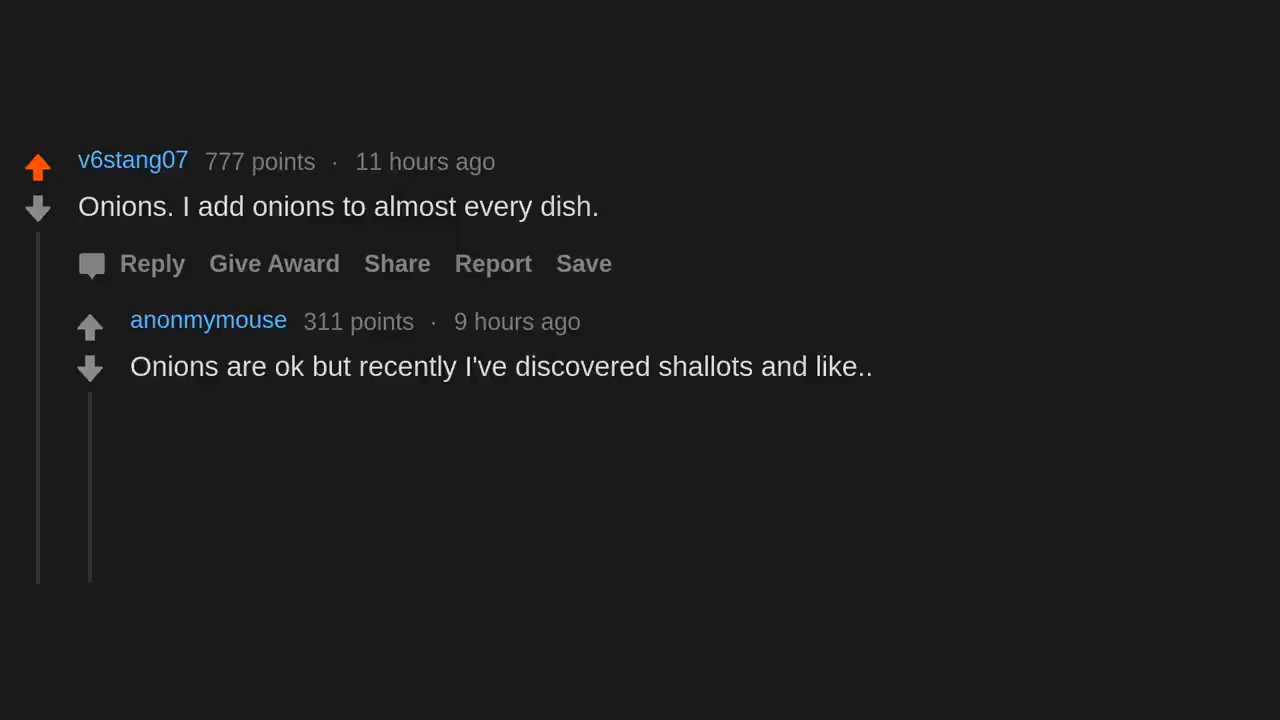 v6stang07 777 points · 11 hours ago
Onions. I add onions to almost every dish.
Reply Give Award Share Report Save
anonmymouse 311 points · 9 hours ago
Onions are ok but recently I've discovered shallots and like..